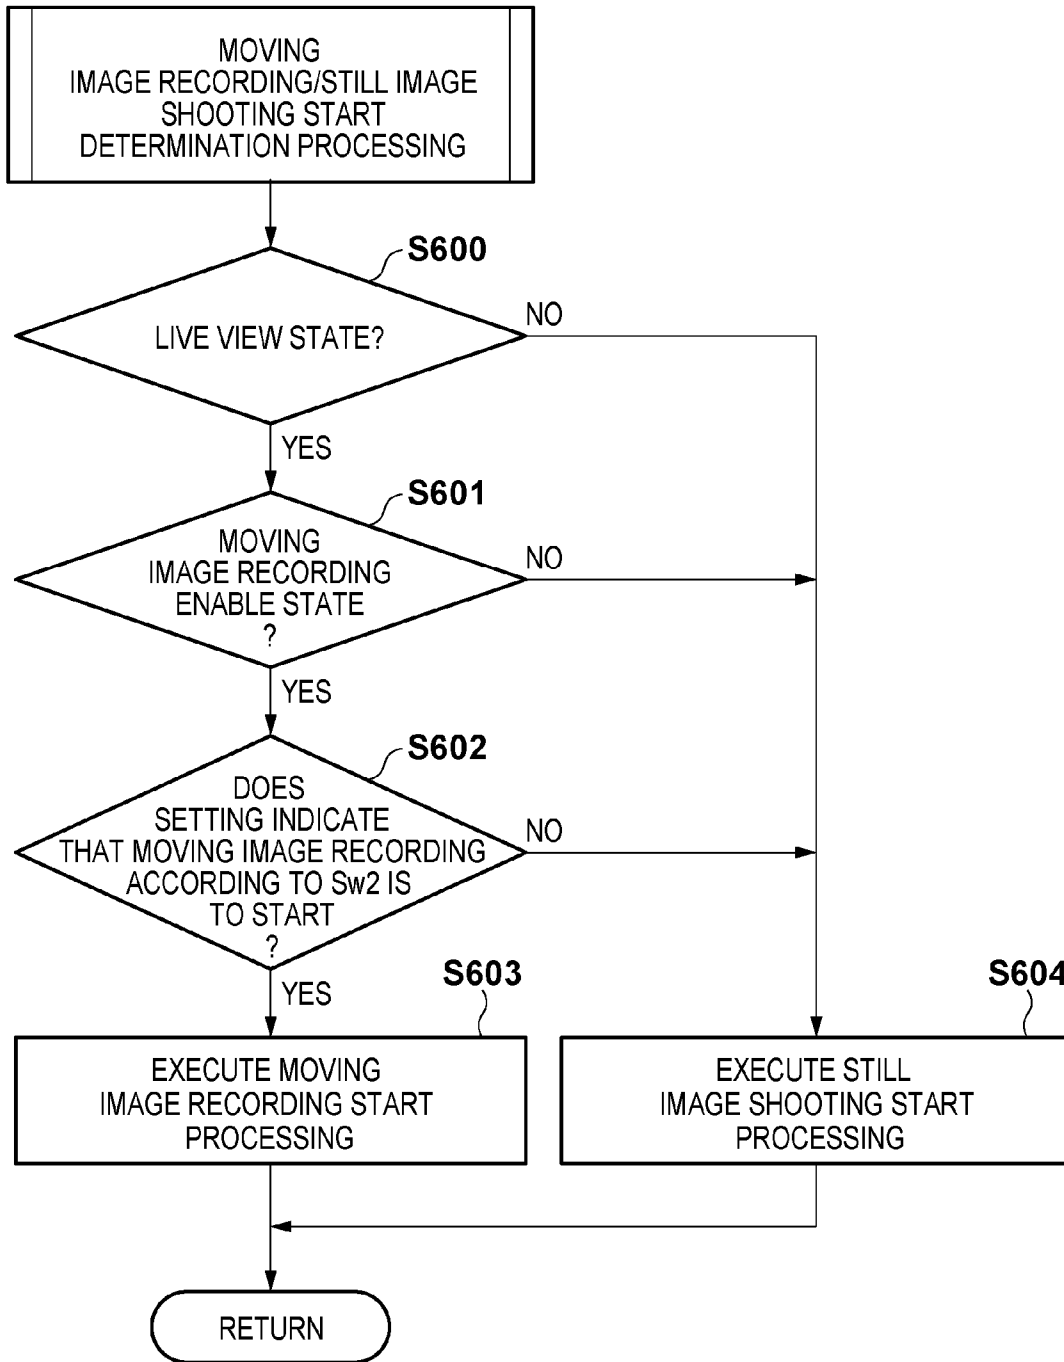 MOVING
IMAGE RECORDING/STILL IMAGE
SHOOTING START
DETERMINATION PROCESSING
S600
LIVE VIEW STATE?
NO
YES
S601
MOVING
IMAGE RECORDING
ENABLE STATE
?
NO
YES
S602
DOES
SETTING INDICATE
THAT MOVING IMAGE RECORDING
ACCORDING TO Sw2 IS
TO START
?
NO
YES
S603
EXECUTE MOVING
IMAGE RECORDING START
PROCESSING
S604
EXECUTE STILL
IMAGE SHOOTING START
PROCESSING
RETURN